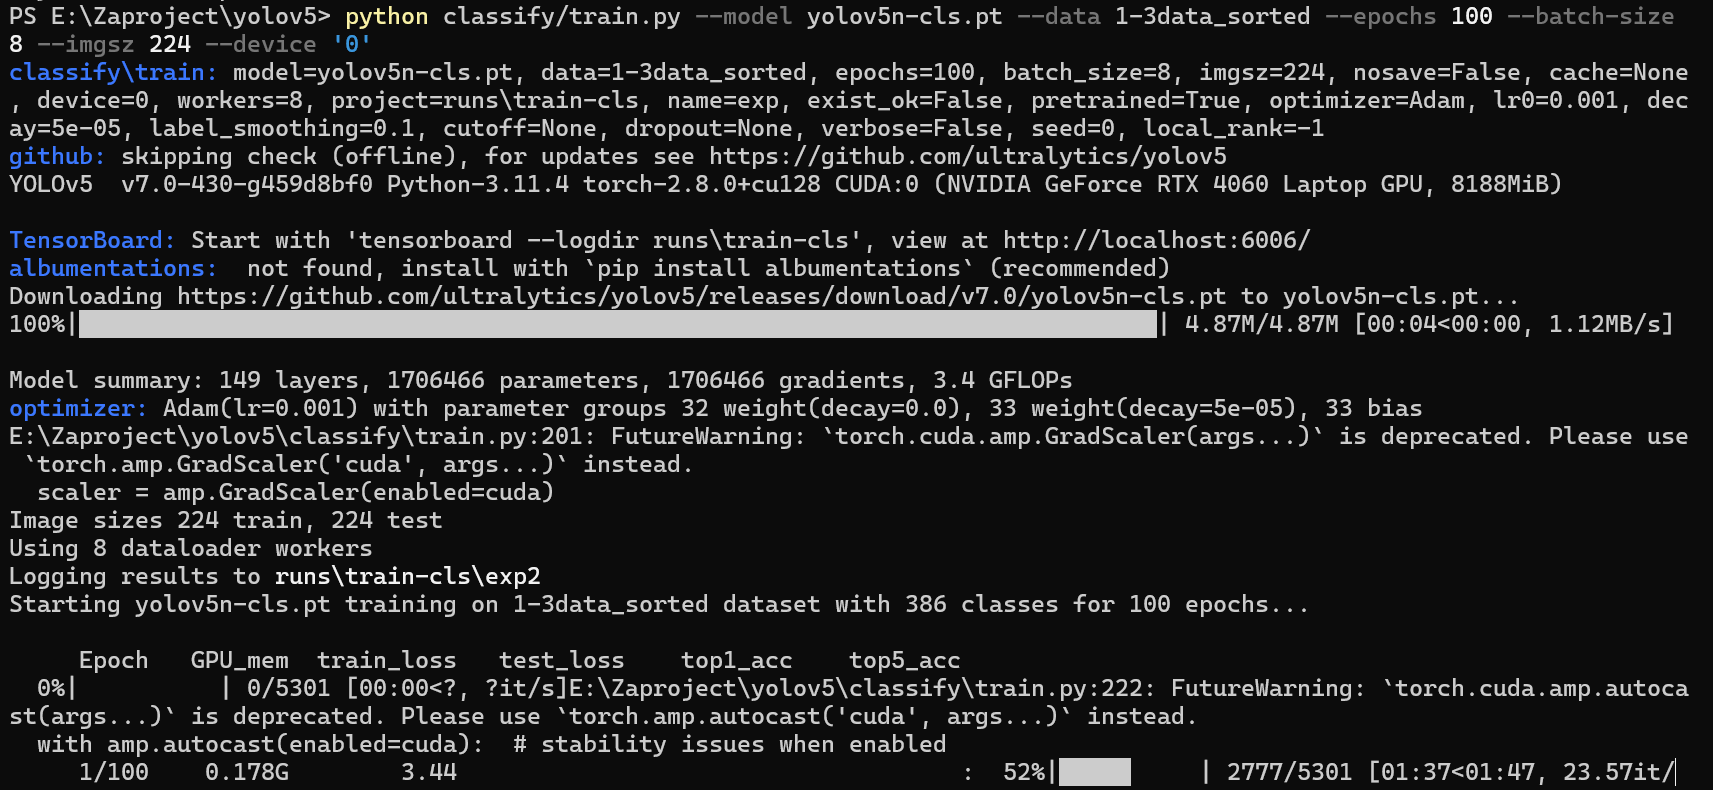 PS E:\Zaproject\yolov5> python classify/train.py --model yolov5n-cls.pt --data 1-3data_sorted --epochs 100 --batch-size
8 --imgsz 224 --device '0'
classify\train: model=yolov5n-cls.pt, data=1-3data_sorted, epochs=100, batch_size=8, imgsz=224, nosave=False, cache=None
, device=0, workers=8, project=runs\train-cls, name=exp, exist_ok=False, pretrained=True, optimizer=Adam, lr0=0.001, dec
ay=5e-05, label_smoothing=0.1, cutoff=None, dropout=None, verbose=False, seed=0, local_rank=-1
github: skipping check (offline), for updates see https://github.com/ultralytics/yolov5
YOLOv5  v7.0-430-g459d8bf0 Python-3.11.4 torch-2.8.0+cu128 CUDA:0 (NVIDIA GeForce RTX 4060 Laptop GPU, 8188MiB)
TensorBoard: Start with 'tensorboard --logdir runs\train-cls', view at http://localhost:6006/
albumentations:  not found, install with `pip install albumentations` (recommended)
Downloading https://github.com/ultralytics/yolov5/releases/download/v7.0/yolov5n-cls.pt to yolov5n-cls.pt...
100%| | 4.87M/4.87M [00:04<00:00, 1.12MB/s]
Model summary: 149 layers, 1706466 parameters, 1706466 gradients, 3.4 GFLOPs
optimizer: Adam(lr=0.001) with parameter groups 32 weight(decay=0.0), 33 weight(decay=5e-05), 33 bias
E:\Zaproject\yolov5\classify\train.py:201: FutureWarning: `torch.cuda.amp.GradScaler(args...)` is deprecated. Please use
`torch.amp.GradScaler('cuda', args...)` instead.
scaler = amp.GradScaler(enabled=cuda)
Image sizes 224 train, 224 test
Using 8 dataloader workers
Logging results to runs\train-cls\exp2
Starting yolov5n-cls.pt training on 1-3data_sorted dataset with 386 classes for 100 epochs...
Epoch   GPU_mem  train_loss   test_loss    top1_acc    top5_acc
0%|          | 0/5301 [00:00<?, ?it/s]E:\Zaproject\yolov5\classify\train.py:222: FutureWarning: `torch.cuda.amp.autoca
st(args...)` is deprecated. Please use `torch.amp.autocast('cuda', args...)` instead.
with amp.autocast(enabled=cuda):  # stability issues when enabled
1/100    0.178G        3.44                                    :  52%|     | 2777/5301 [01:37<01:47, 23.57it/